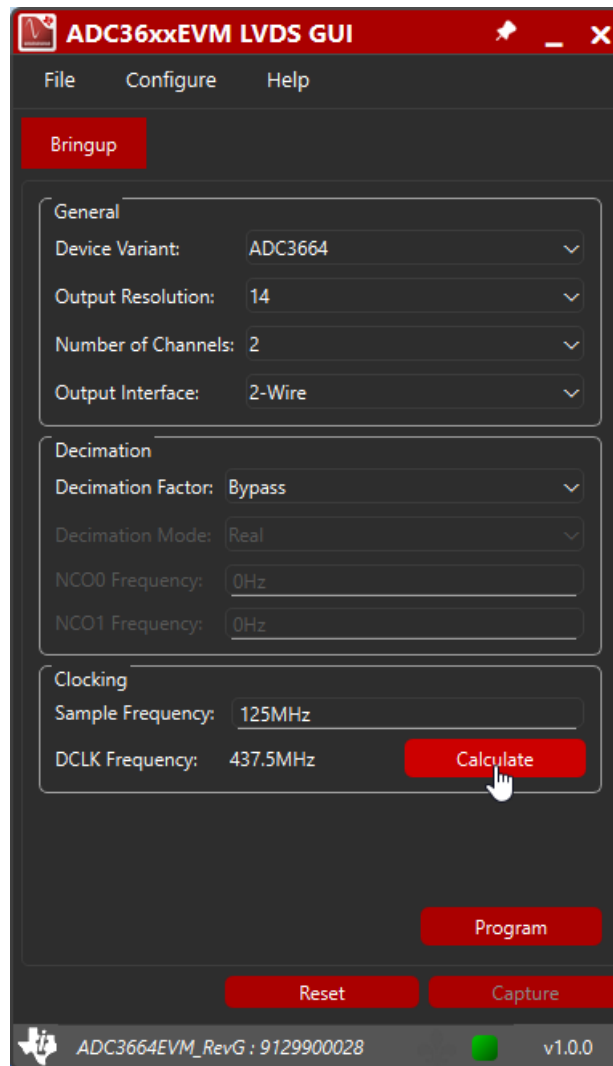 ADC36xxEVM LVDS GUI
File Configure Help
Bringup
General
Device Variant: ADC3664
Output Resolution: 14
Number of Channels: 2
Output Interface: 2-Wire
Decimation
Decimation Factor: Bypass
Decimation Mode: Real
NCO0 Frequency: 0Hz
NCO1 Frequency: 0Hz
Clocking
Sample Frequency: 125MHz
DCLK Frequency: 437.5MHz Calculate
Program
Reset Capture
ADC3664EVM_RevG : 9129900028 v1.0.0